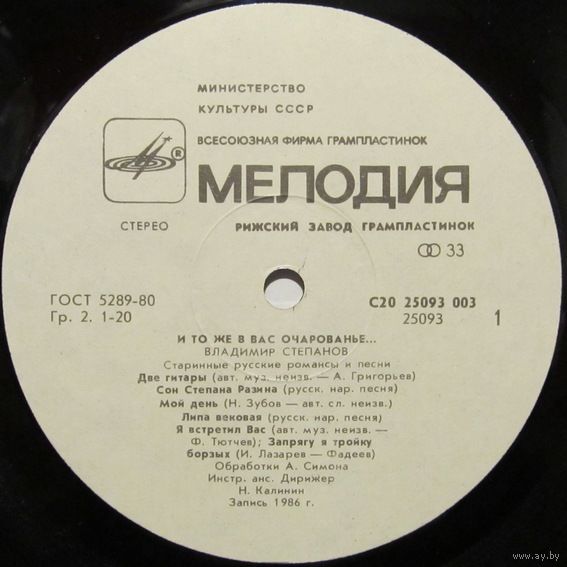 МИНИСТЕРСТВО
КУЛЬТУРЫ СССР
ВСЕСОЮЗНАЯ ФИРМА ГРАМПЛАСТИНОК
®
МЕЛОДИЯ
СТЕРЕО
РИЖСКИЙ ЗАВОД ГРАМПЛАСТИНОК
33
ГОСТ 5289-80
С20 25093 003
Гр. 2. 1-20
25093
1
И ТО ЖЕ В ВАС ОЧАРОВАНЬЕ...
ВЛАДИМИР СТЕПАНОВ
Старинные русские романсы и песни
Две гитары (авт. муз. неизв. — А. Григорьев)
Сон Степана Разина (русск. нар. песня)
Мой день (Н. Зубов — авт. сл. неизв.)
Липа вековая (русск. нар. песня)
Я встретил Вас (авт. муз. неизв. —
Ф. Тютчев); Запрягу я тройку
борзых (И. Лазарев — Фадеев)
Обработки А. Симона
Инстр. анс. Дирижер
Н. Калинин
Запись 1986 г.
www.ay.by